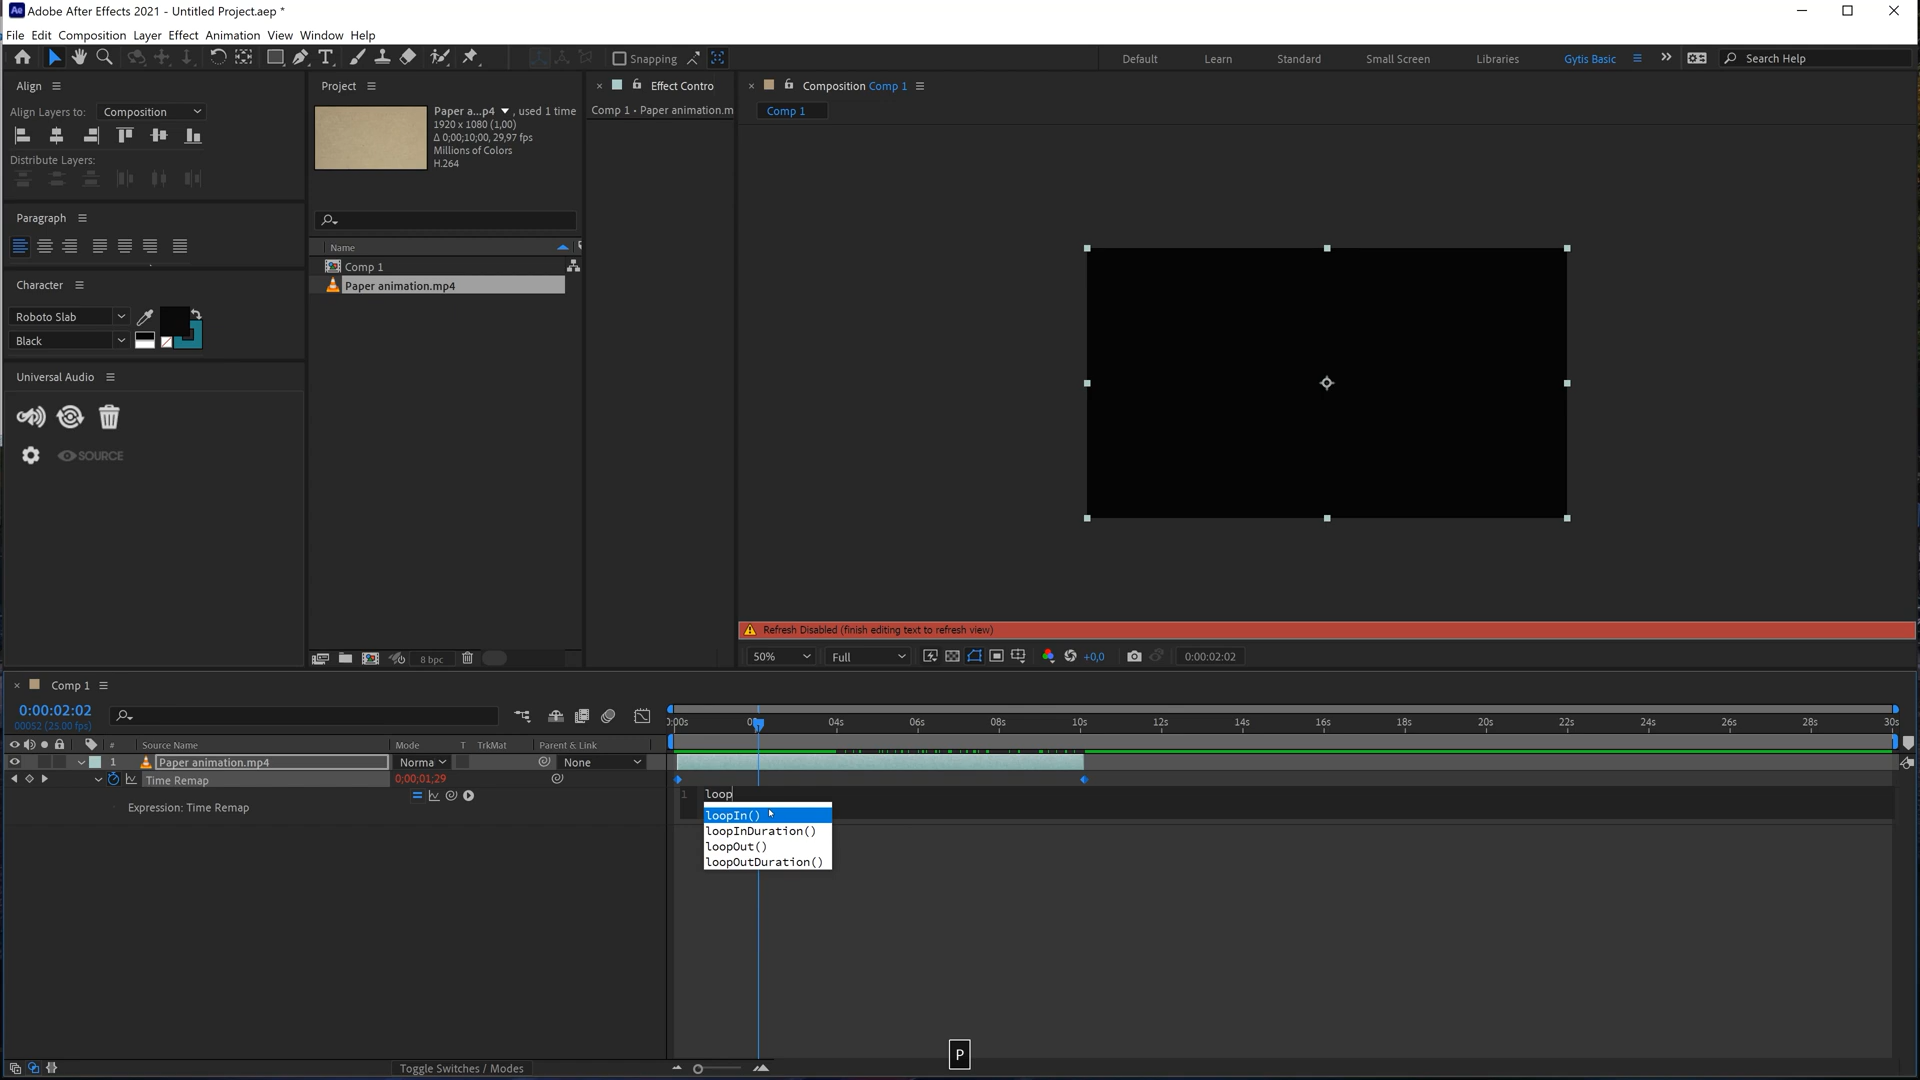 Adobe After Effects 2021 - Untitled Project.aep *
File Edit Composition Layer Effect Animation View Window Help
Snapping
Default Learn Standard Small Screen Libraries Gytis Basic Search Help
Align
Align Layers to: Composition
Distribute Layers:
Paragraph
Character
Roboto Slab
Black
Universal Audio
SOURCE
Project
Paper a...p4 , used 1 time
1920 x 1080 (1,00)
Δ 0;00;10;00, 29,97 fps
Millions of Colors
H.264
Name
Comp 1
Paper animation.mp4
8 bpc
Effect Contro
Comp 1 • Paper animation.m
Composition Comp 1
Comp 1
Refresh Disabled (finish editing text to refresh view)
50% Full +0,0 0:00:02:02
Comp 1
0:00:02:02
00052 (25.00 fps)
# Source Name Mode T TrkMat Parent & Link
1 Paper animation.mp4 Norma None
Time Remap 0;00;01;29
Expression: Time Remap
04s 06s 08s 10s 12s 14s 16s 18s 20s 22s 24s 26s 28s 30s
1 loop
loopIn()
loopInDuration()
loopOut()
loopOutDuration()
Toggle Switches / Modes
P